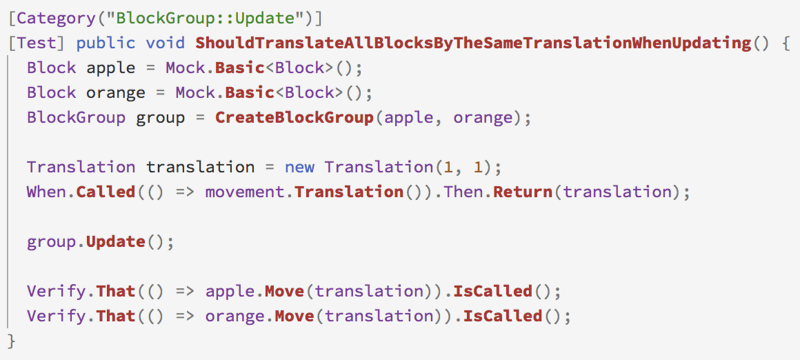 [Category("BlockGroup::Update")]
[Test] public void ShouldTranslateAllBlocksByTheSameTranslationWhenUpdating() {
Block apple = Mock.Basic<Block>();
Block orange = Mock.Basic<Block>();
BlockGroup group = CreateBlockGroup(apple, orange);
Translation translation = new Translation(1, 1);
When.Called(() => movement.Translation()).Then.Return(translation);
group.Update();
Verify.That(() => apple.Move(translation)).IsCalled();
Verify.That(() => orange.Move(translation)).IsCalled();
}